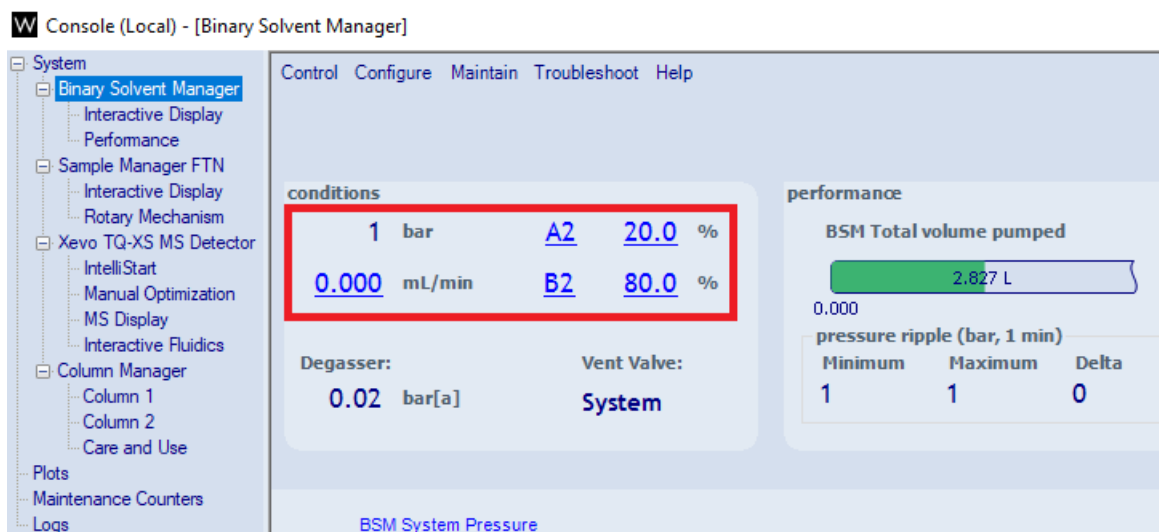 W Console (Local) - [Binary Solvent Manager]
System
Binary Solvent Manager
Interactive Display
Performance
Sample Manager FTN
Interactive Display
Rotary Mechanism
Xevo TQ-XS MS Detector
IntelliStart
Manual Optimization
MS Display
Interactive Fluidics
Column Manager
Column 1
Column 2
Care and Use
Plots
Maintenance Counters
Logs
Control Configure Maintain Troubleshoot Help
conditions
1 bar A2 20.0 %
0.000 mL/min B2 80.0 %
Degasser: Vent Valve:
0.02 bar[a] System
performance
BSM Total volume pumped
2.827 L
0.000
pressure ripple (bar, 1 min)
Minimum Maximum Delta
1 1 0
BSM System Pressure